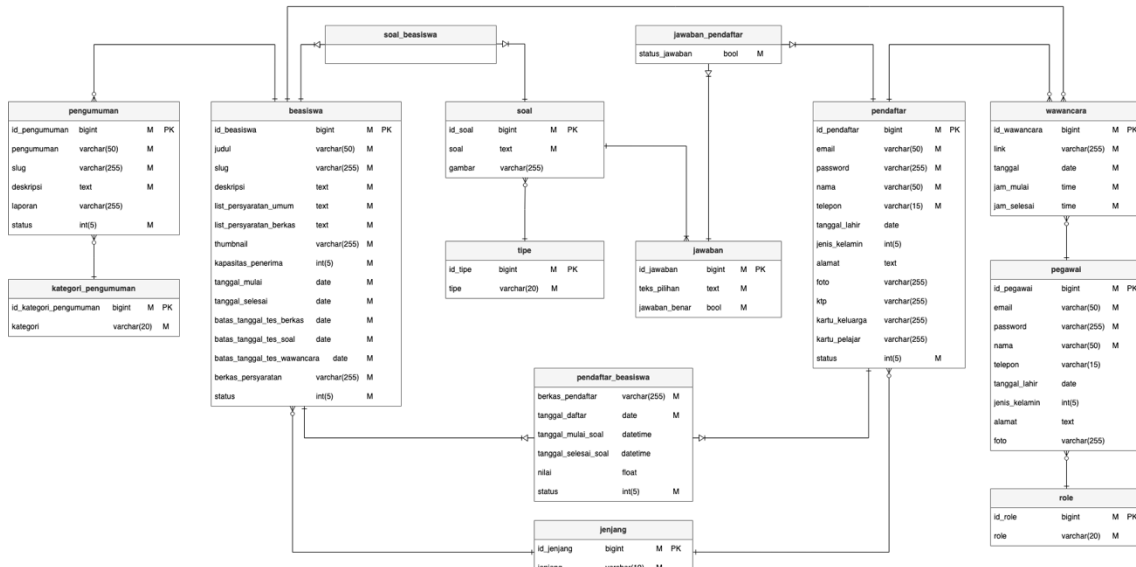 soal_beasiswa
jawaban_pendaftar
status_jawaban bool M
pengumuman
id_pengumuman bigint M PK
pengumuman varchar(50) M
slug varchar(255) M
deskripsi text M
laporan varchar(255)
status int(5) M
kategori_pengumuman
id_kategori_pengumuman bigint M PK
kategori varchar(20) M
beasiswa
id_beasiswa bigint M PK
judul varchar(50) M
slug varchar(255) M
deskripsi text M
list_persyaratan_umum text M
list_persyaratan_berkas text M
thumbnail varchar(255) M
kapasitas_penerima int(5) M
tanggal_mulai date M
tanggal_selesai date M
batas_tanggal_tes_berkas date M
batas_tanggal_tes_soal date M
batas_tanggal_tes_wawancara date M
berkas_persyaratan varchar(255) M
status int(5) M
soal
id_soal bigint M PK
soal text M
gambar varchar(255)
tipe
id_tipe bigint M PK
tipe varchar(20) M
jawaban
id_jawaban bigint M PK
teks_pilihan text M
jawaban_benar bool M
pendaftar
id_pendaftar bigint M PK
email varchar(50) M
password varchar(255) M
nama varchar(50) M
telepon varchar(15) M
tanggal_lahir date
jenis_kelamin int(5)
alamat text
foto varchar(255)
ktp varchar(255)
kartu_keluarga varchar(255)
kartu_pelajar varchar(255)
status int(5) M
wawancara
id_wawancara bigint M PK
link varchar(255) M
tanggal date M
jam_mulai time M
jam_selesai time M
pegawai
id_pegawai bigint M PK
email varchar(50) M
password varchar(255) M
nama varchar(50) M
telepon varchar(15)
tanggal_lahir date
jenis_kelamin int(5)
alamat text
foto varchar(255)
role
id_role bigint M PK
role varchar(20) M
pendaftar_beasiswa
berkas_pendaftar varchar(255) M
tanggal_daftar date M
tanggal_mulai_soal datetime
tanggal_selesai_soal datetime
nilai float
status int(5) M
jenjang
id_jenjang bigint M PK